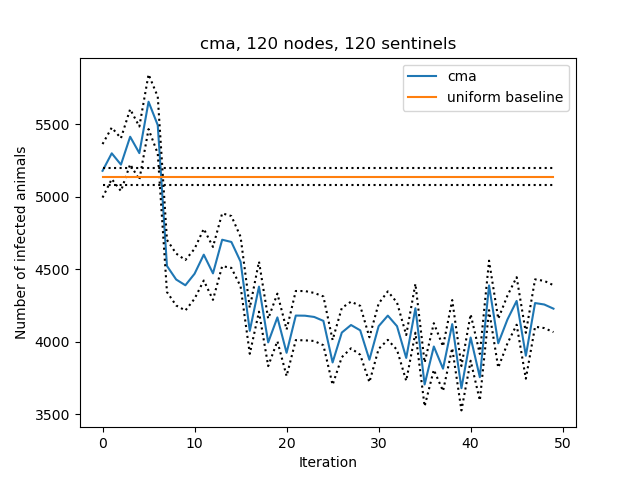 cma, 120 nodes, 120 sentinels
cma
uniform baseline
Number of infected animals
5500
5000
4500
4000
3500
0 10 20 30 40 50
Iteration